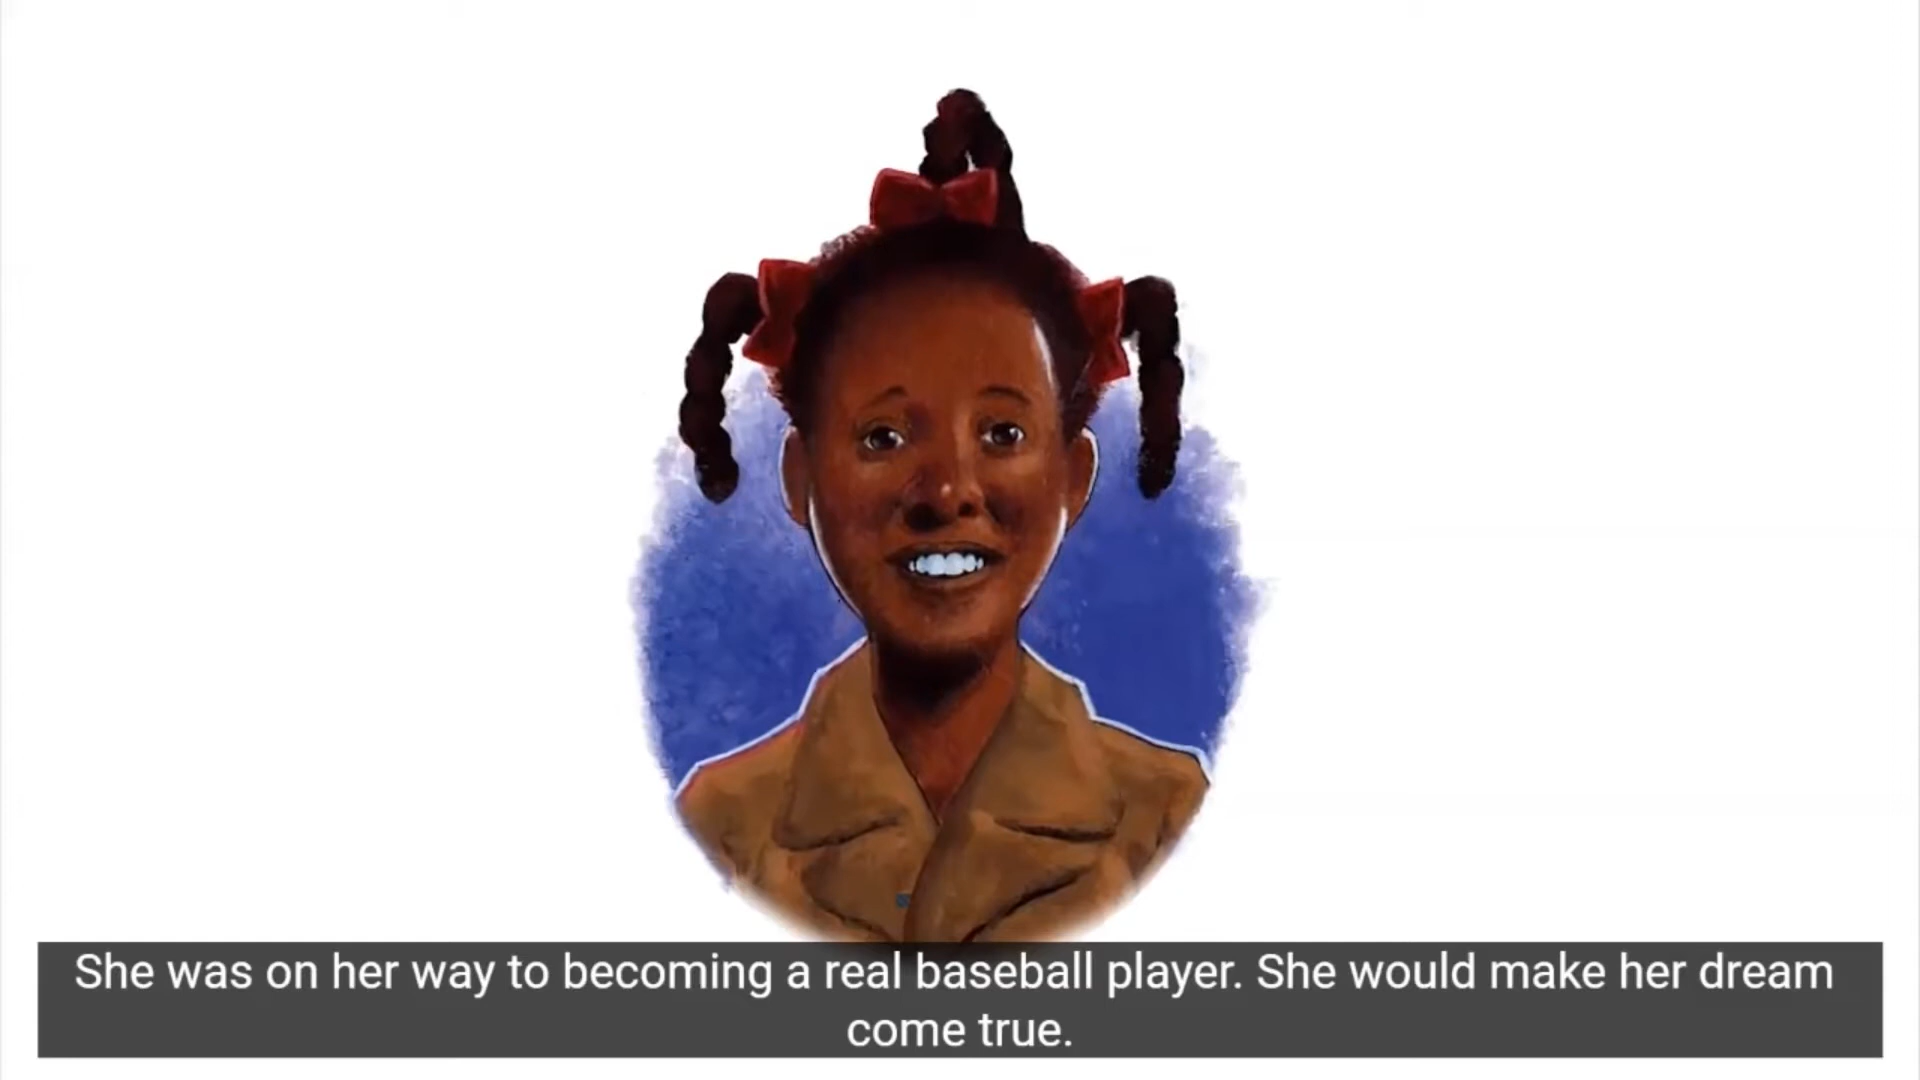 She was on her way to becoming a real baseball player. She would make her dream
come true.